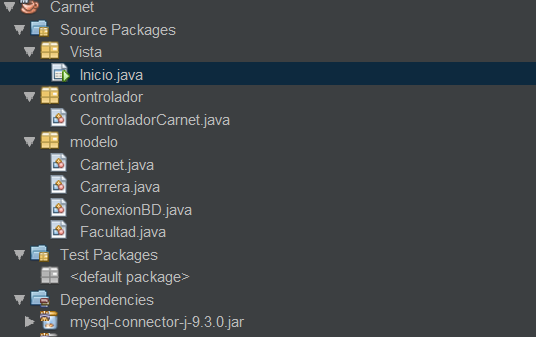 Carnet
Source Packages
Vista
Inicio.java
controlador
ControladorCarnet.java
modelo
Carnet.java
Carrera.java
ConexionBD.java
Facultad.java
Test Packages
<default package>
Dependencies
mysql-connector-j-9.3.0.jar